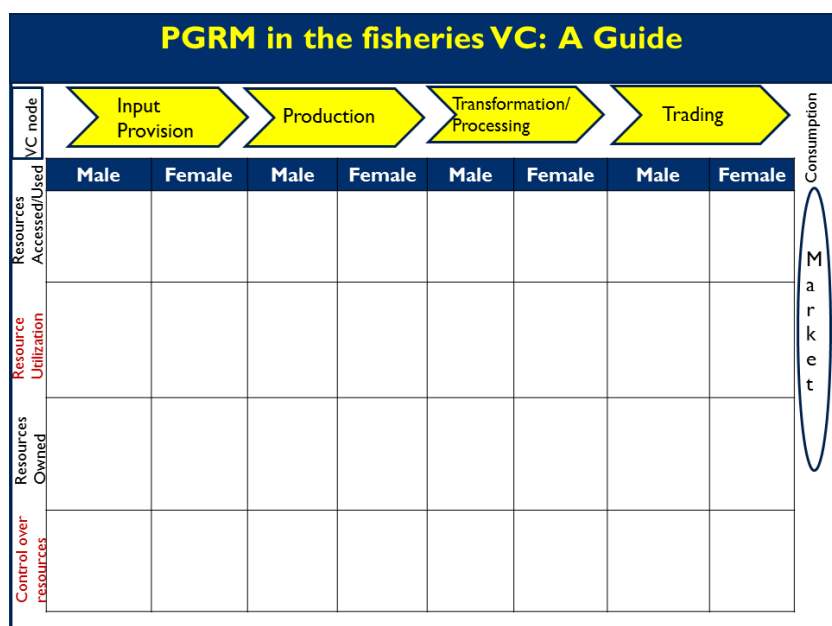 PGRM in the fisheries VC: A Guide
VC node
Input
Provision
Production
Transformation/
Processing
Trading
Consumption
Male Female Male Female Male Female Male Female
Resources
Accessed/Used
Resource
Utilization
Resources
Owned
Control over
resources
Market